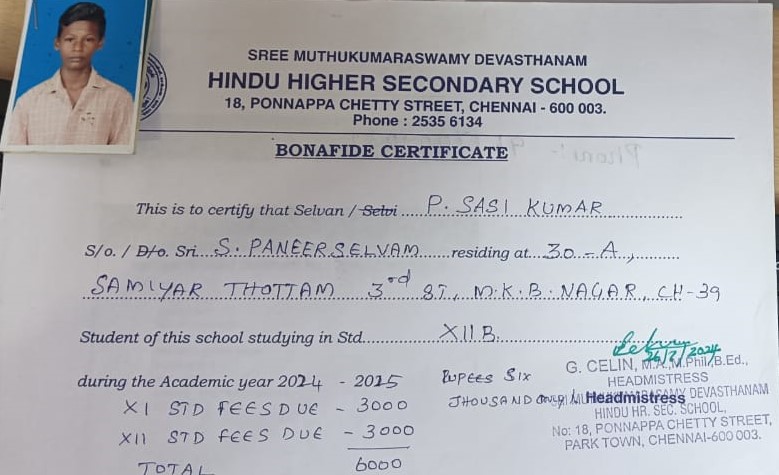 SREE MUTHUKUMARASWAMY DEVASTHANAM
HINDU HIGHER SECONDARY SCHOOL
18, PONNAPPA CHETTY STREET, CHENNAI - 600 003.
Phone : 2535 6134
BONAFIDE CERTIFICATE
This is to certify that Selvan / Selvi P. SASI KUMAR
S/o. / D/o. Sri. S. PANEERSELVAM residing at 30 - A,
SAMIYAR THOTTAM 3rd ST, M.K.B. NAGAR, CH-39
Student of this school studying in Std. XII B.
26/7/2024
G. CELIN, M.A.,M.Phil,B.Ed.,
during the Academic year 2024 - 2025 RUPEES SIX
HEADMISTRESS
XI STD FEES DUE - 3000 THOUSAND ONLY Headmistress DEVASTHANAM
HINDU HR. SEC. SCHOOL,
XII STD FEES DUE - 3000
No: 18, PONNAPPA CHETTY STREET,
PARK TOWN, CHENNAI-600 003.
TOTAL 6000